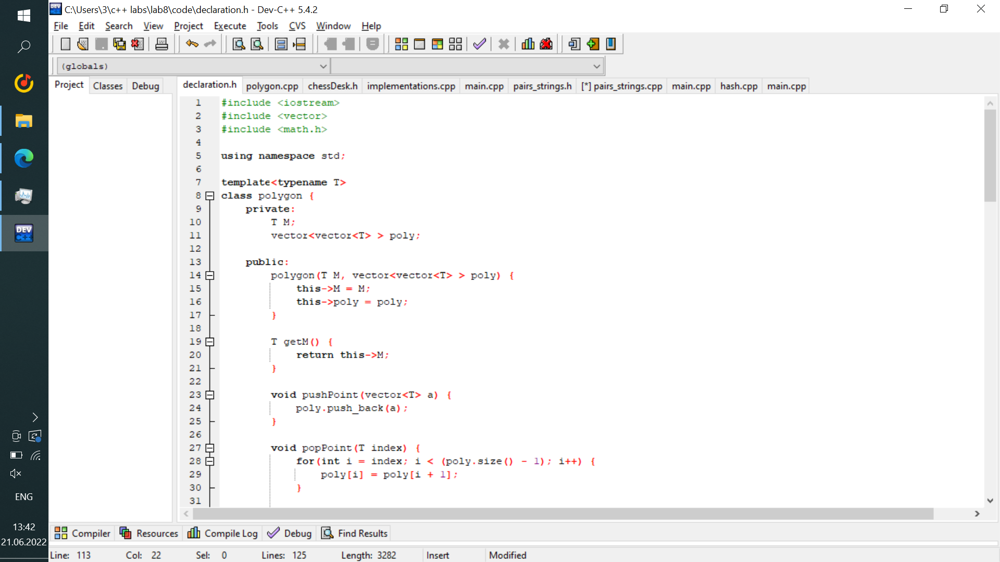 C:\Users\3\c++ labs\lab8\code\declaration.h - Dev-C++ 5.4.2
File Edit Search View Project Execute Tools CVS Window Help
(globals)
Project Classes Debug
declaration.h polygon.cpp chessDesk.h implementations.cpp main.cpp pairs_strings.h [*] pairs_strings.cpp main.cpp hash.cpp main.cpp
1 #include <iostream>
2 #include <vector>
3 #include <math.h>
4
5 using namespace std;
6
7 template<typename T>
8 class polygon {
9 private:
10 T M;
11 vector<vector<T> > poly;
12
13 public:
14 polygon(T M, vector<vector<T> > poly) {
15 this->M = M;
16 this->poly = poly;
17 }
18
19 T getM() {
20 return this->M;
21 }
22
23 void pushPoint(vector<T> a) {
24 poly.push_back(a);
25 }
26
27 void popPoint(T index) {
28 for(int i = index; i < (poly.size() - 1); i++) {
29 poly[i] = poly[i + 1];
30 }
31
Compiler Resources Compile Log Debug Find Results
Line: 113 Col: 22 Sel: 0 Lines: 125 Length: 3282 Insert Modified
DEV C++
ENG
13:42
21.06.2022